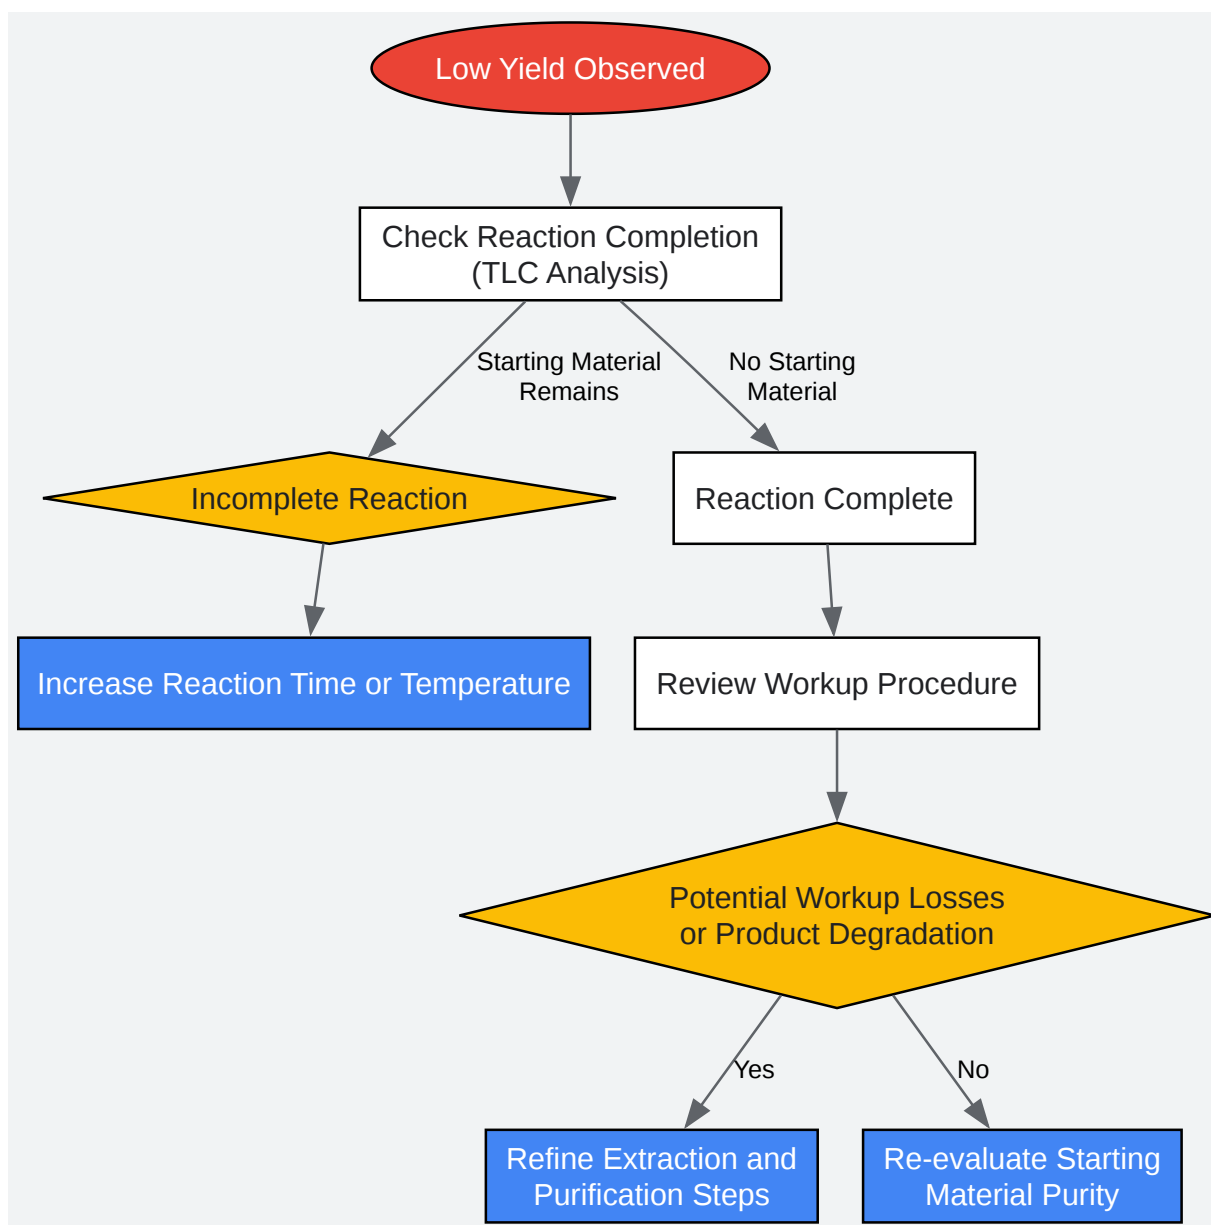 Low Yield Observed
Check Reaction Completion
(TLC Analysis)
Starting Material
Remains
No Starting
Material
Incomplete Reaction
Reaction Complete
Increase Reaction Time or Temperature
Review Workup Procedure
Potential Workup Losses
or Product Degradation
Yes
No
Refine Extraction and
Purification Steps
Re-evaluate Starting
Material Purity